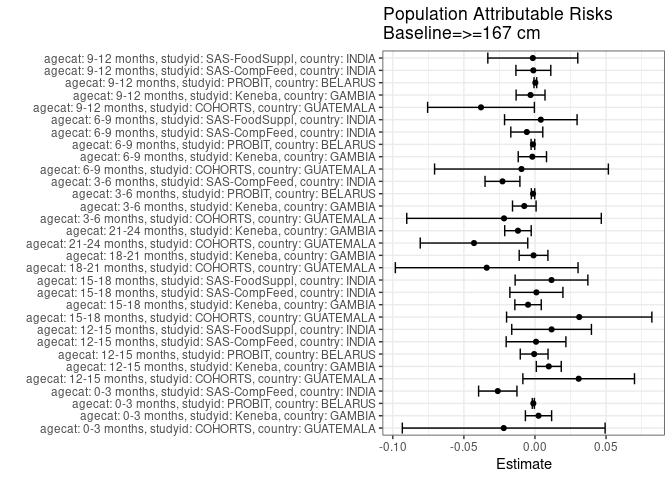 Population Attributable Risks
Baseline=>=167 cm
agecat: 9-12 months, studyid: SAS-FoodSuppl, country: INDIA
agecat: 9-12 months, studyid: SAS-CompFeed, country: INDIA
agecat: 9-12 months, studyid: PROBIT, country: BELARUS
agecat: 9-12 months, studyid: Keneba, country: GAMBIA
agecat: 9-12 months, studyid: COHORTS, country: GUATEMALA
agecat: 6-9 months, studyid: SAS-FoodSuppl, country: INDIA
agecat: 6-9 months, studyid: SAS-CompFeed, country: INDIA
agecat: 6-9 months, studyid: PROBIT, country: BELARUS
agecat: 6-9 months, studyid: Keneba, country: GAMBIA
agecat: 6-9 months, studyid: COHORTS, country: GUATEMALA
agecat: 3-6 months, studyid: SAS-CompFeed, country: INDIA
agecat: 3-6 months, studyid: PROBIT, country: BELARUS
agecat: 3-6 months, studyid: Keneba, country: GAMBIA
agecat: 3-6 months, studyid: COHORTS, country: GUATEMALA
agecat: 21-24 months, studyid: Keneba, country: GAMBIA
agecat: 21-24 months, studyid: COHORTS, country: GUATEMALA
agecat: 18-21 months, studyid: Keneba, country: GAMBIA
agecat: 18-21 months, studyid: COHORTS, country: GUATEMALA
agecat: 15-18 months, studyid: SAS-FoodSuppl, country: INDIA
agecat: 15-18 months, studyid: SAS-CompFeed, country: INDIA
agecat: 15-18 months, studyid: Keneba, country: GAMBIA
agecat: 15-18 months, studyid: COHORTS, country: GUATEMALA
agecat: 12-15 months, studyid: SAS-FoodSuppl, country: INDIA
agecat: 12-15 months, studyid: SAS-CompFeed, country: INDIA
agecat: 12-15 months, studyid: PROBIT, country: BELARUS
agecat: 12-15 months, studyid: Keneba, country: GAMBIA
agecat: 12-15 months, studyid: COHORTS, country: GUATEMALA
agecat: 0-3 months, studyid: SAS-CompFeed, country: INDIA
agecat: 0-3 months, studyid: PROBIT, country: BELARUS
agecat: 0-3 months, studyid: Keneba, country: GAMBIA
agecat: 0-3 months, studyid: COHORTS, country: GUATEMALA
-0.10 -0.05 0.00 0.05
Estimate